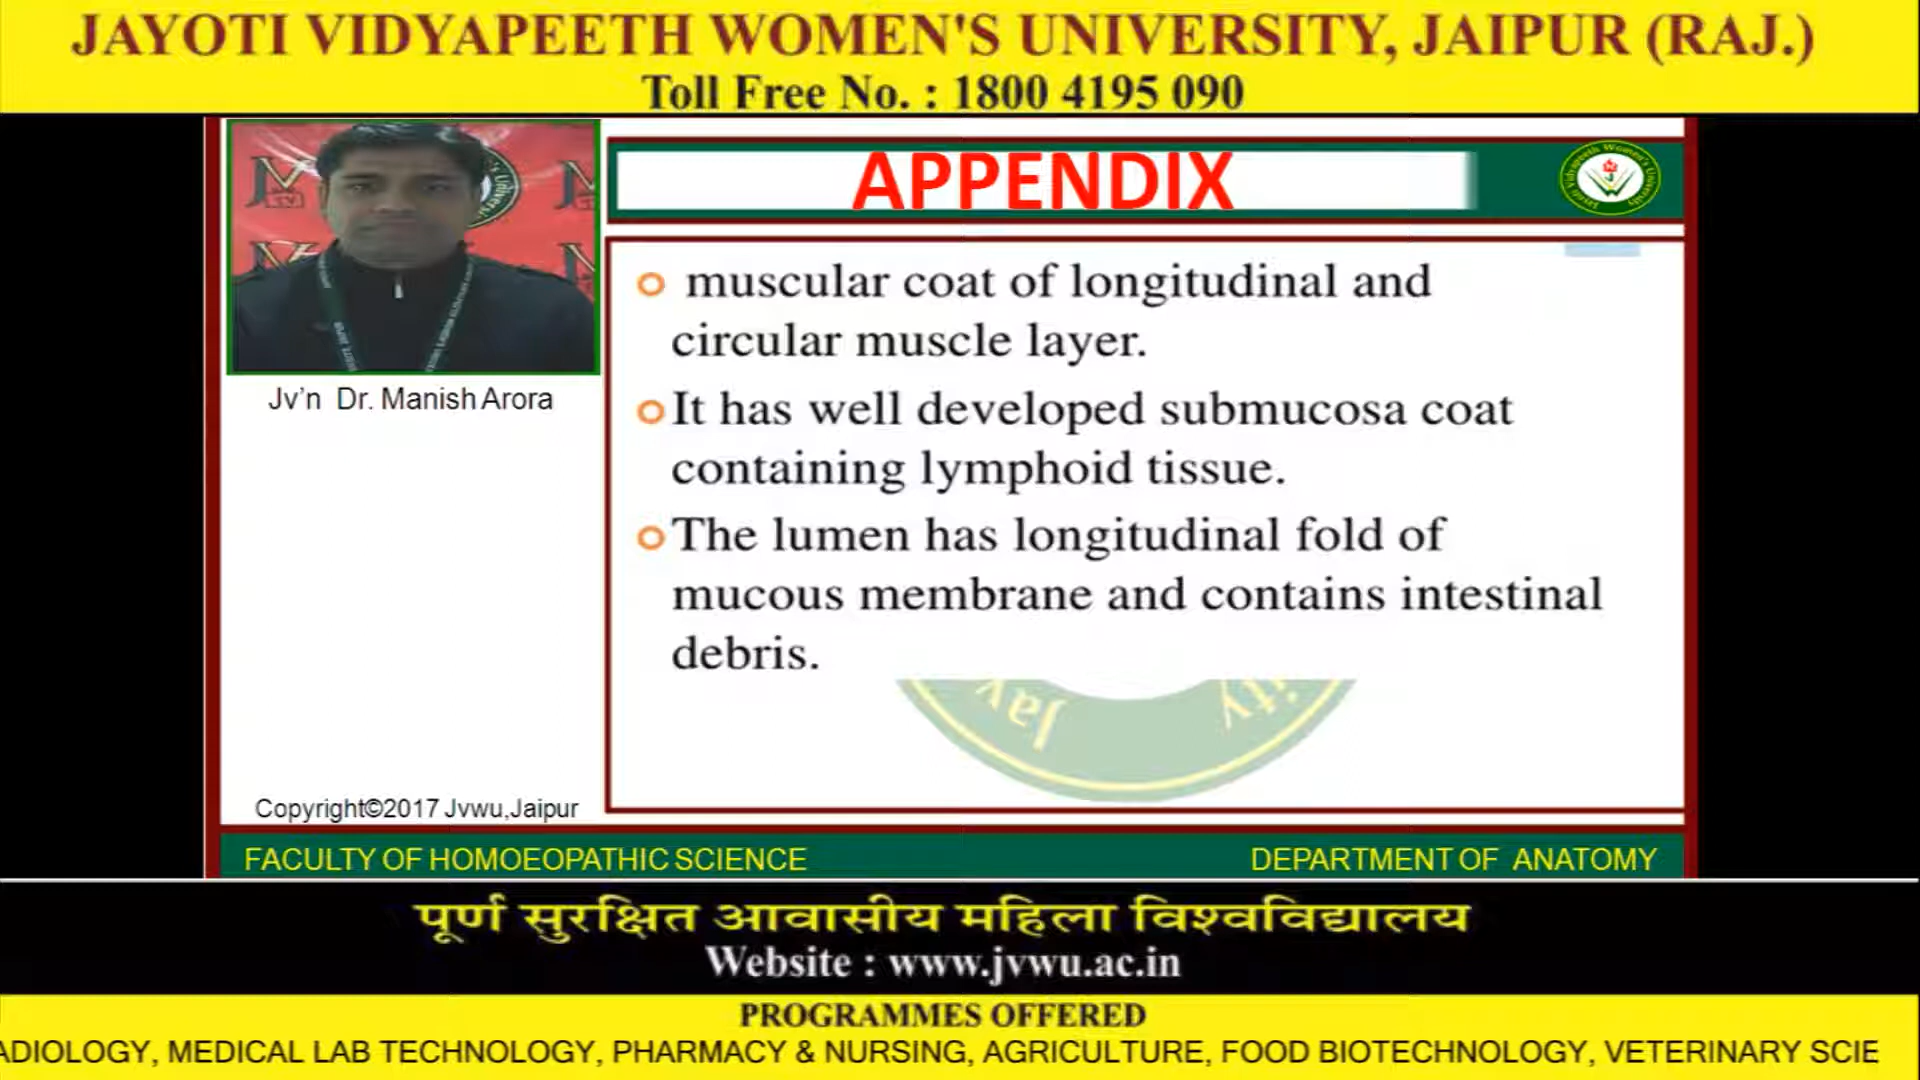 JAYOTI VIDYAPEETH WOMEN'S UNIVERSITY, JAIPUR (RAJ.)
Toll Free No. : 1800 4195 090
APPENDIX
muscular coat of longitudinal and
circular muscle layer.
It has well developed submucosa coat
containing lymphoid tissue.
The lumen has longitudinal fold of
mucous membrane and contains intestinal
debris.
Jv'n Dr. Manish Arora
Copyright©2017 Jvwu,Jaipur
FACULTY OF HOMOEOPATHIC SCIENCE
DEPARTMENT OF ANATOMY
पूर्ण सुरक्षित आवासीय महिला विश्वविद्यालय
Website : www.jvwu.ac.in
PROGRAMMES OFFERED
ADIOLOGY, MEDICAL LAB TECHNOLOGY, PHARMACY & NURSING, AGRICULTURE, FOOD BIOTECHNOLOGY, VETERINARY SCIE